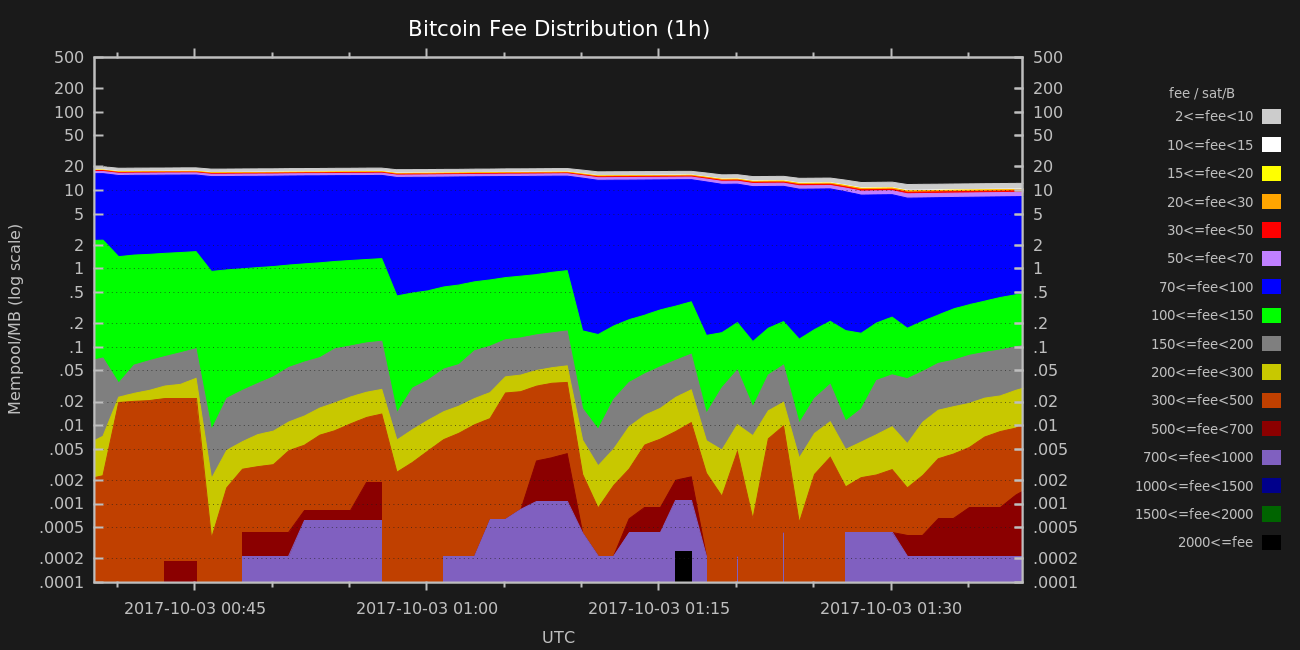 Bitcoin Fee Distribution (1h)
500
200
100
50
20
10
5
2
1
.5
.2
.1
.05
.02
.01
.005
.002
.001
.0005
.0002
.0001
Mempool/MB (log scale)
500
200
100
50
20
10
5
2
1
.5
.2
.1
.05
.02
.01
.005
.002
.001
.0005
.0002
.0001
2017-10-03 00:45
2017-10-03 01:00
2017-10-03 01:15
2017-10-03 01:30
UTC
fee / sat/B
2<=fee<10
10<=fee<15
15<=fee<20
20<=fee<30
30<=fee<50
50<=fee<70
70<=fee<100
100<=fee<150
150<=fee<200
200<=fee<300
300<=fee<500
500<=fee<700
700<=fee<1000
1000<=fee<1500
1500<=fee<2000
2000<=fee